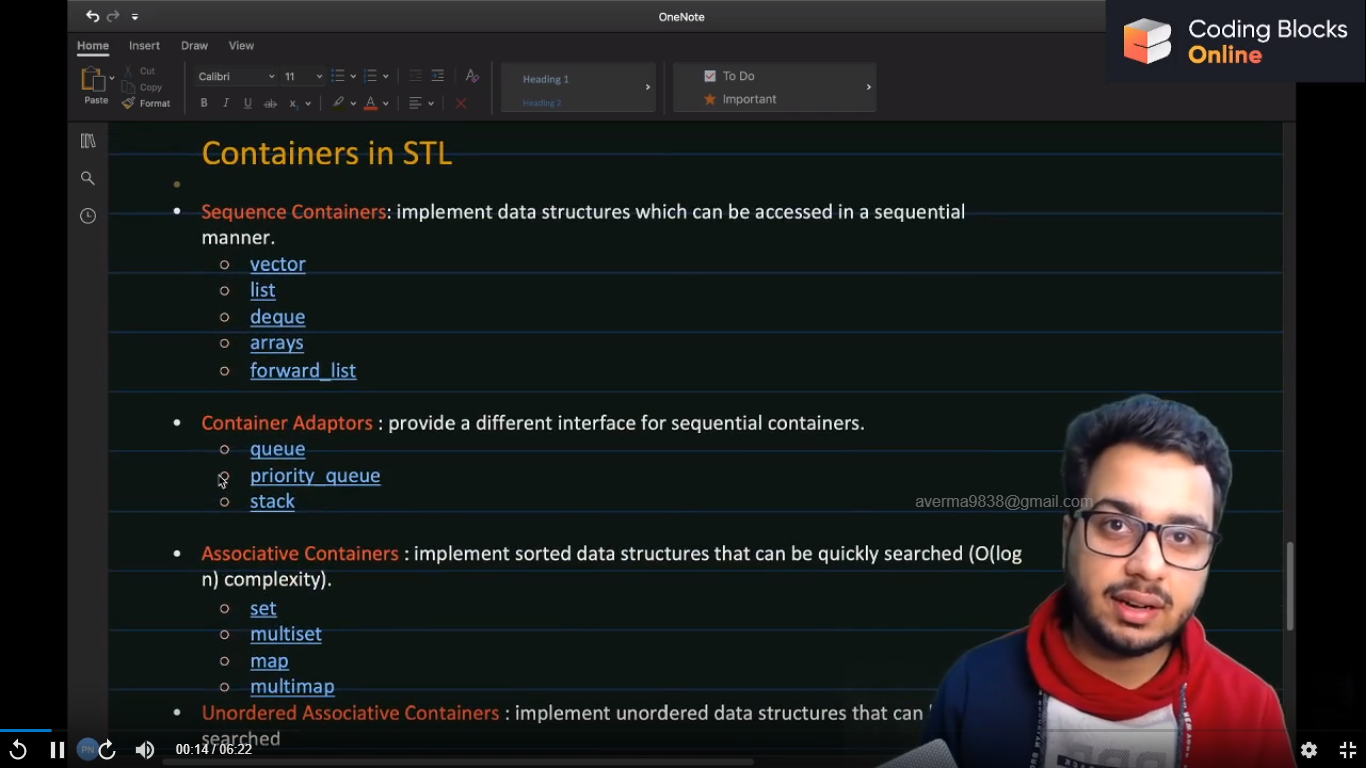 OneNote
Coding Blocks
Online
Home Insert Draw View
Paste
Cut
Copy
Format
Calibri 11
B I U ab x
A
Heading 1
Heading 2
To Do
Important
Containers in STL
Sequence Containers: implement data structures which can be accessed in a sequential
manner.
vector
list
deque
arrays
forward_list
Container Adaptors : provide a different interface for sequential containers.
queue
priority_queue
stack
averma9838@gmail.com
Associative Containers : implement sorted data structures that can be quickly searched (O(log
n) complexity).
set
multiset
map
multimap
Unordered Associative Containers : implement unordered data structures that can
searched
PN
00:14 / 06:22